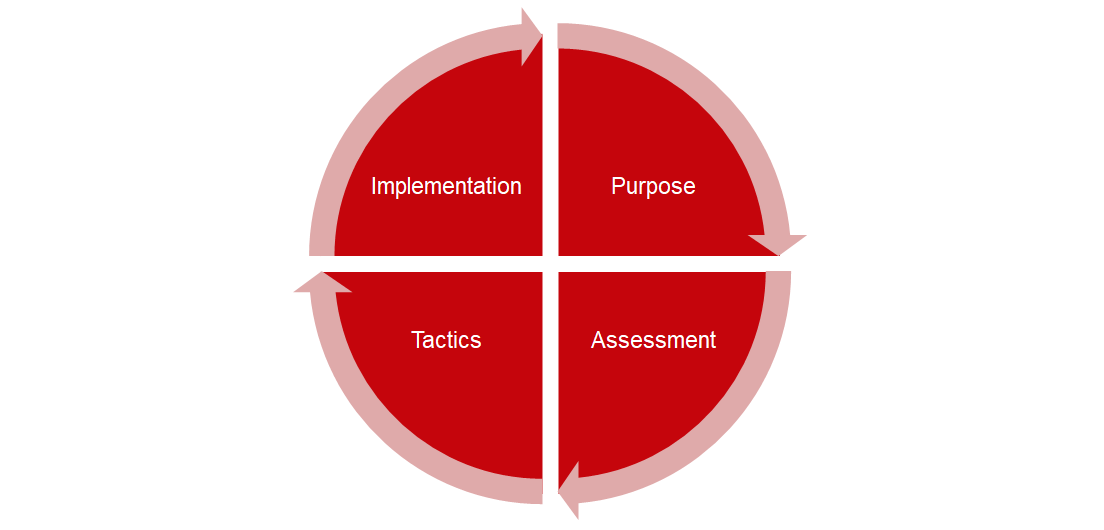 Implementation
Purpose
Tactics
Assessment